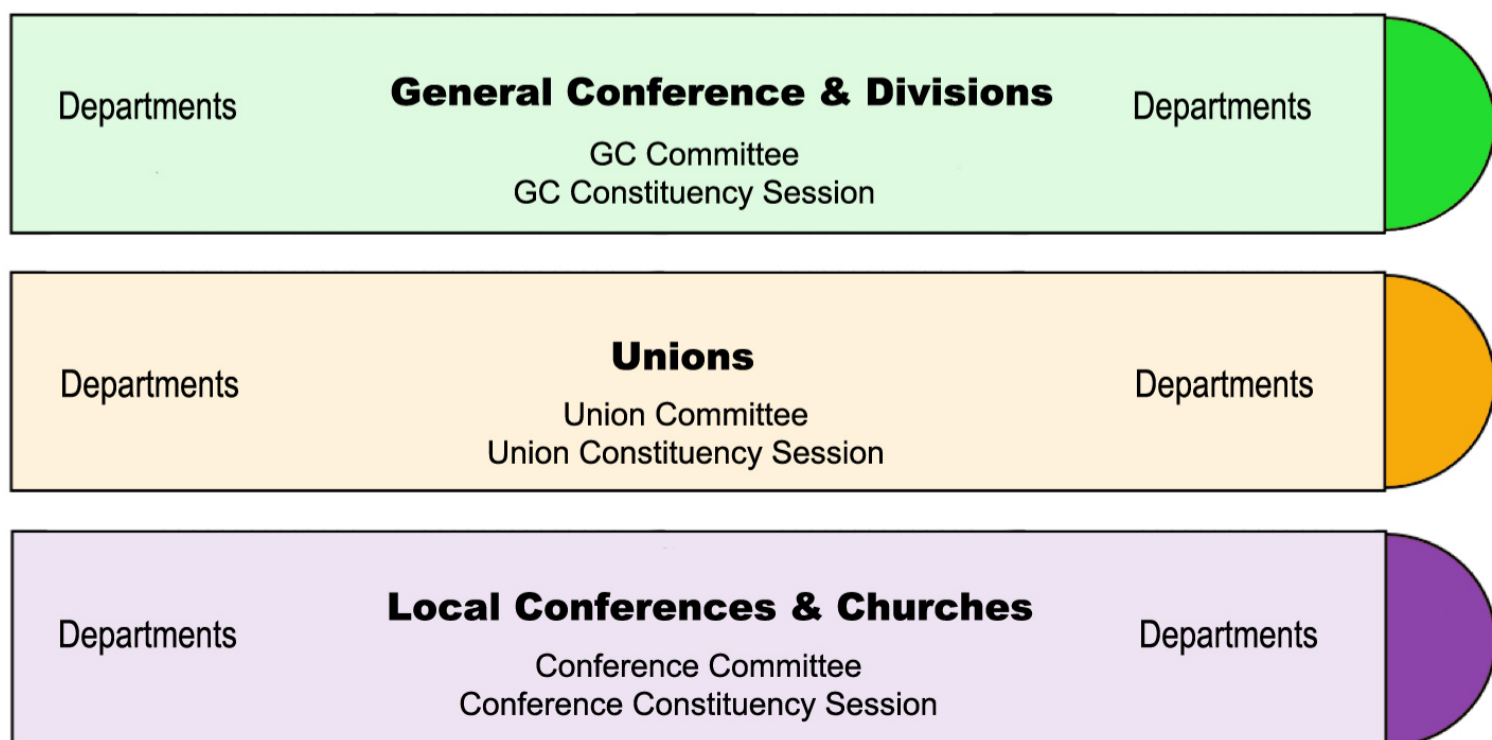 Departments
General Conference & Divisions
Departments
GC Committee
GC Constituency Session
Unions
Departments
Departments
Union Committee
Union Constituency Session
Local Conferences & Churches
Departments
Departments
Conference Committee
Conference Constituency Session